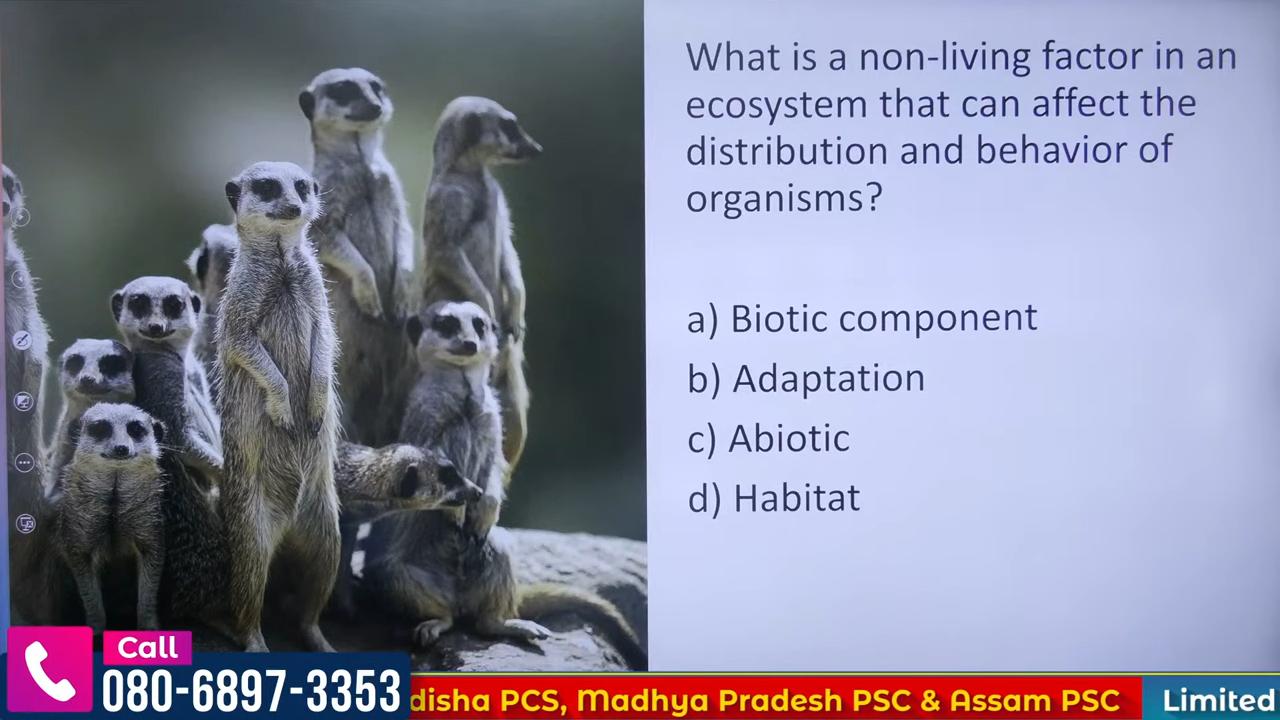 What is a non-living factor in an
ecosystem that can affect the
distribution and behavior of
organisms?
a) Biotic component
b) Adaptation
c) Abiotic
d) Habitat
Call
080-6897-3353
disha PCS, Madhya Pradesh PSC & Assam PSC
Limited